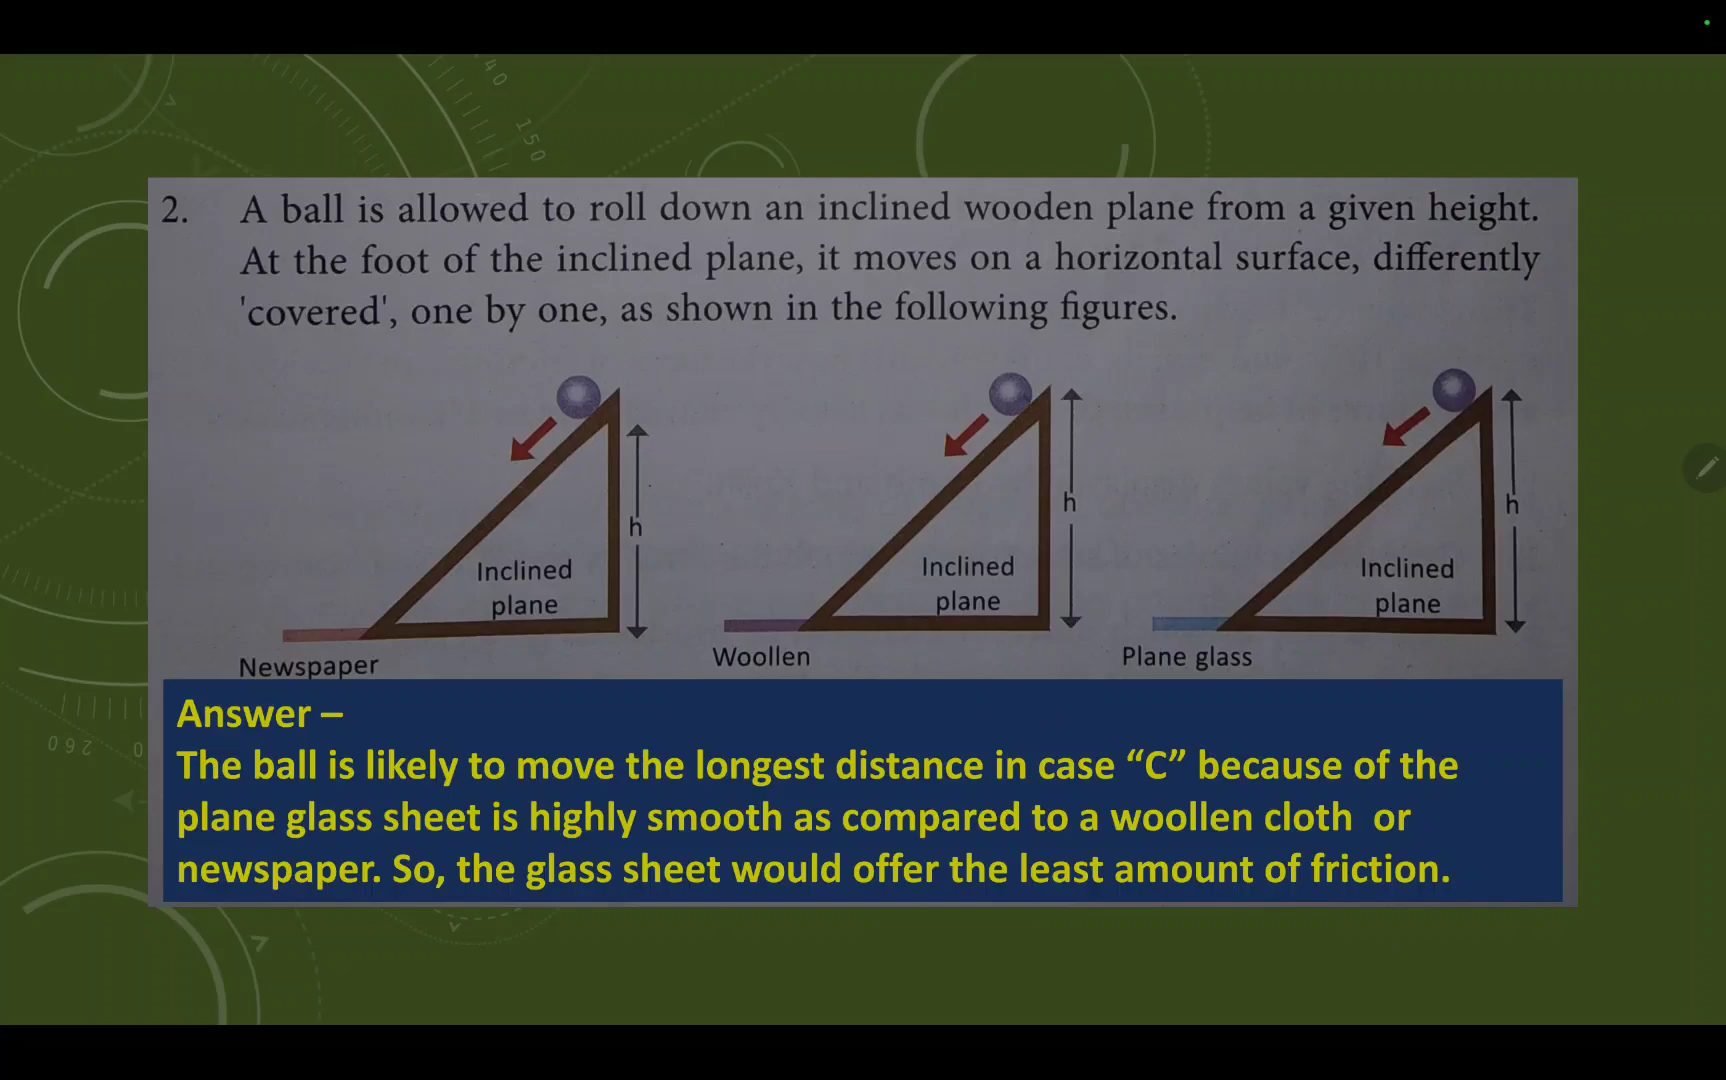 40
150
2. A ball is allowed to roll down an inclined wooden plane from a given height.
At the foot of the inclined plane, it moves on a horizontal surface, differently
'covered', one by one, as shown in the following figures.
h
Inclined
plane
Newspaper
h
Inclined
plane
Woollen
h
Inclined
plane
Plane glass
Answer –
The ball is likely to move the longest distance in case “C” because of the
plane glass sheet is highly smooth as compared to a woollen cloth or
newspaper. So, the glass sheet would offer the least amount of friction.
260